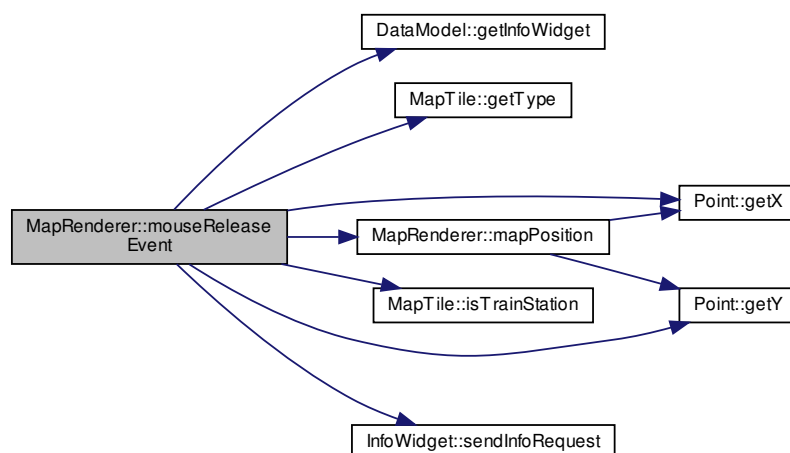 DataModel::getInfoWidget
MapTile::getType
Point::getX
MapRenderer::mouseRelease
Event
MapRenderer::mapPosition
MapTile::isTrainStation
Point::getY
InfoWidget::sendInfoRequest